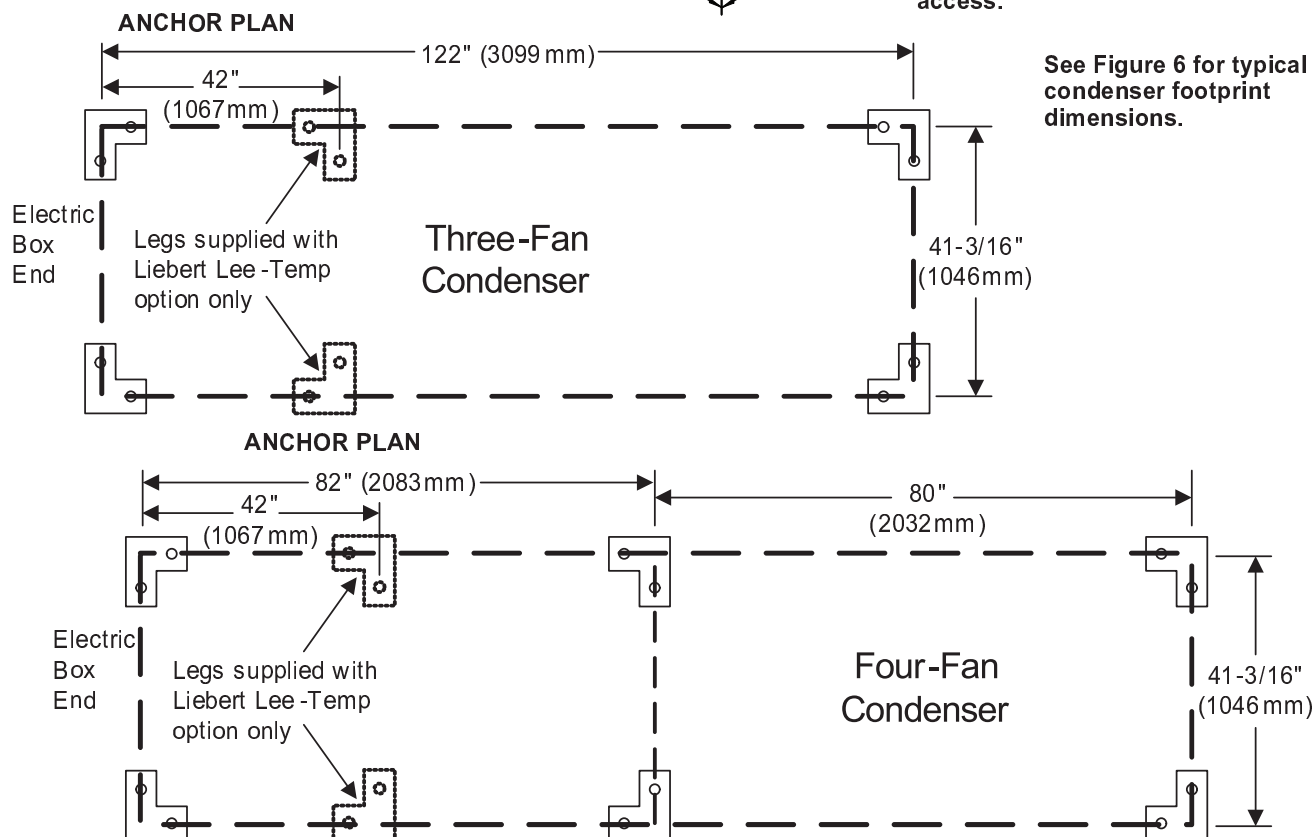 access.
ANCHOR PLAN
122" (3099 mm)
42"
(1067mm)
See Figure 6 for typical
condenser footprint
dimensions.
Electric
Box
End
Legs supplied with
Liebert Lee-Temp
option only
Three-Fan
Condenser
41-3/16"
(1046mm)
ANCHOR PLAN
82" (2083mm)
42"
(1067 mm)
80"
(2032mm)
Electric
Box
End
Legs supplied with
Liebert Lee-Temp
option only
Four-Fan
Condenser
41-3/16"
(1046 mm)